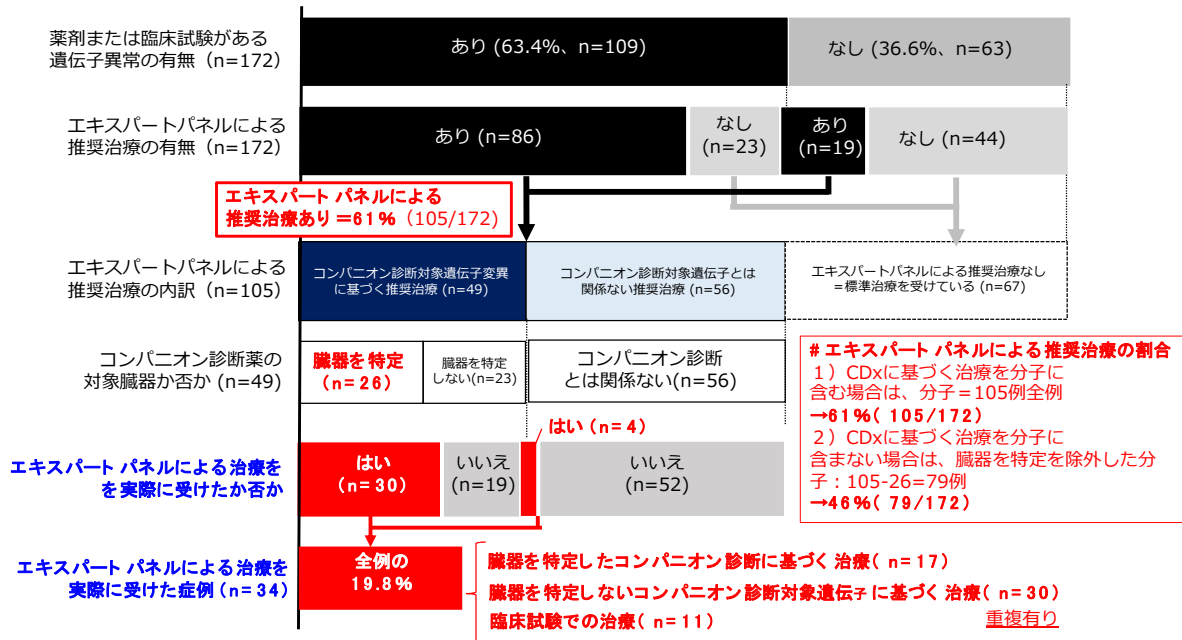 薬剤または臨床試験がある
遺伝子異常の有無（n=172）
あり (63.4%、n=109)
なし (36.6%、n=63)
エキスパートパネルによる
推奨治療の有無（n=172）
あり (n=86)
なし
(n=23)
あり
(n=19)
なし (n=44)
エキスパート パネルによる
推奨治療あり＝61%（105/172）
エキスパートパネルによる
推奨治療の内訳（n=105）
コンパニオン診断対象遺伝子変異
に基づく推奨治療 (n=49)
コンパニオン診断対象遺伝子とは
関係ない推奨治療 (n=56)
エキスパートパネルによる推奨治療なし
＝標準治療を受けている (n=67)
コンパニオン診断薬の
対象臓器か否か (n=49)
臓器を特定
(n=26)
臓器を特定
しない(n=23)
コンパニオン診断
とは関係ない(n=56)
# エキスパート パネルによる推奨治療の割合
１）CDxに基づく治療を分子に
含む場合は、分子＝105例全例
→61%( 105/172)
２）CDxに基づく治療を分子に
含まない場合は、臓器を特定を除外した分
子：105-26=79例
→46%( 79/172)
はい (n=4)
エキスパート パネルによる治療を
を実際に受けたか否か
はい
(n=30)
いいえ
(n=19)
いいえ
(n=52)
エキスパート パネルによる治療を
実際に受けた症例 (n=34)
全例の
19.8%
臓器を特定したコンパニオン診断に基づく 治療( n=17)
臓器を特定しないコンパニオン診断対象遺伝子 に基づく 治療( n=30)
臨床試験での治療( n=11)
重複有り